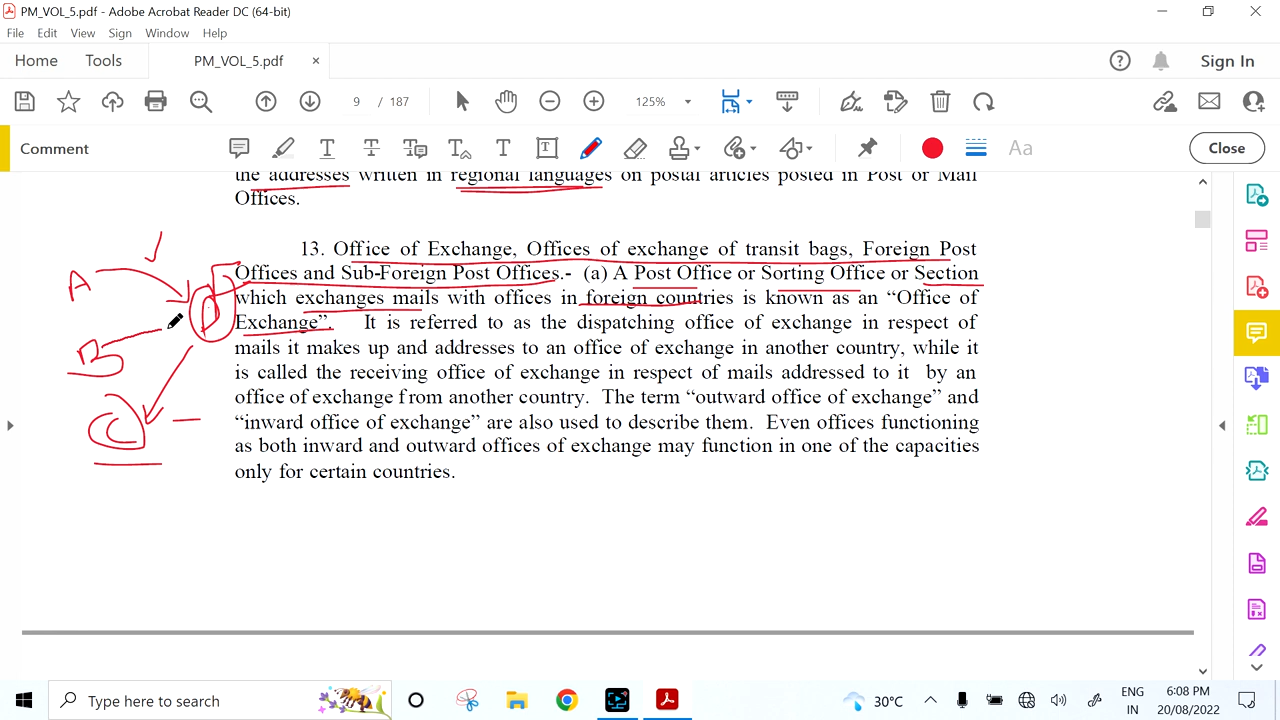 PM_VOL_5.pdf - Adobe Acrobat Reader DC (64-bit)
File Edit View Sign Window Help
Home Tools PM_VOL_5.pdf × Sign In
9 / 187 125%
Comment Aa Close
the addresses written in regional languages on postal articles posted in Post or Mail
Offices.
13. Office of Exchange, Offices of exchange of transit bags, Foreign Post
Offices and Sub-Foreign Post Offices.- (a) A Post Office or Sorting Office or Section
which exchanges mails with offices in foreign countries is known as an “Office of
Exchange”. It is referred to as the dispatching office of exchange in respect of
mails it makes up and addresses to an office of exchange in another country, while it
is called the receiving office of exchange in respect of mails addressed to it by an
office of exchange from another country. The term “outward office of exchange” and
“inward office of exchange” are also used to describe them. Even offices functioning
as both inward and outward offices of exchange may function in one of the capacities
only for certain countries.
A
B
C
Type here to search
30°C ENG IN 6:08 PM 20/08/2022